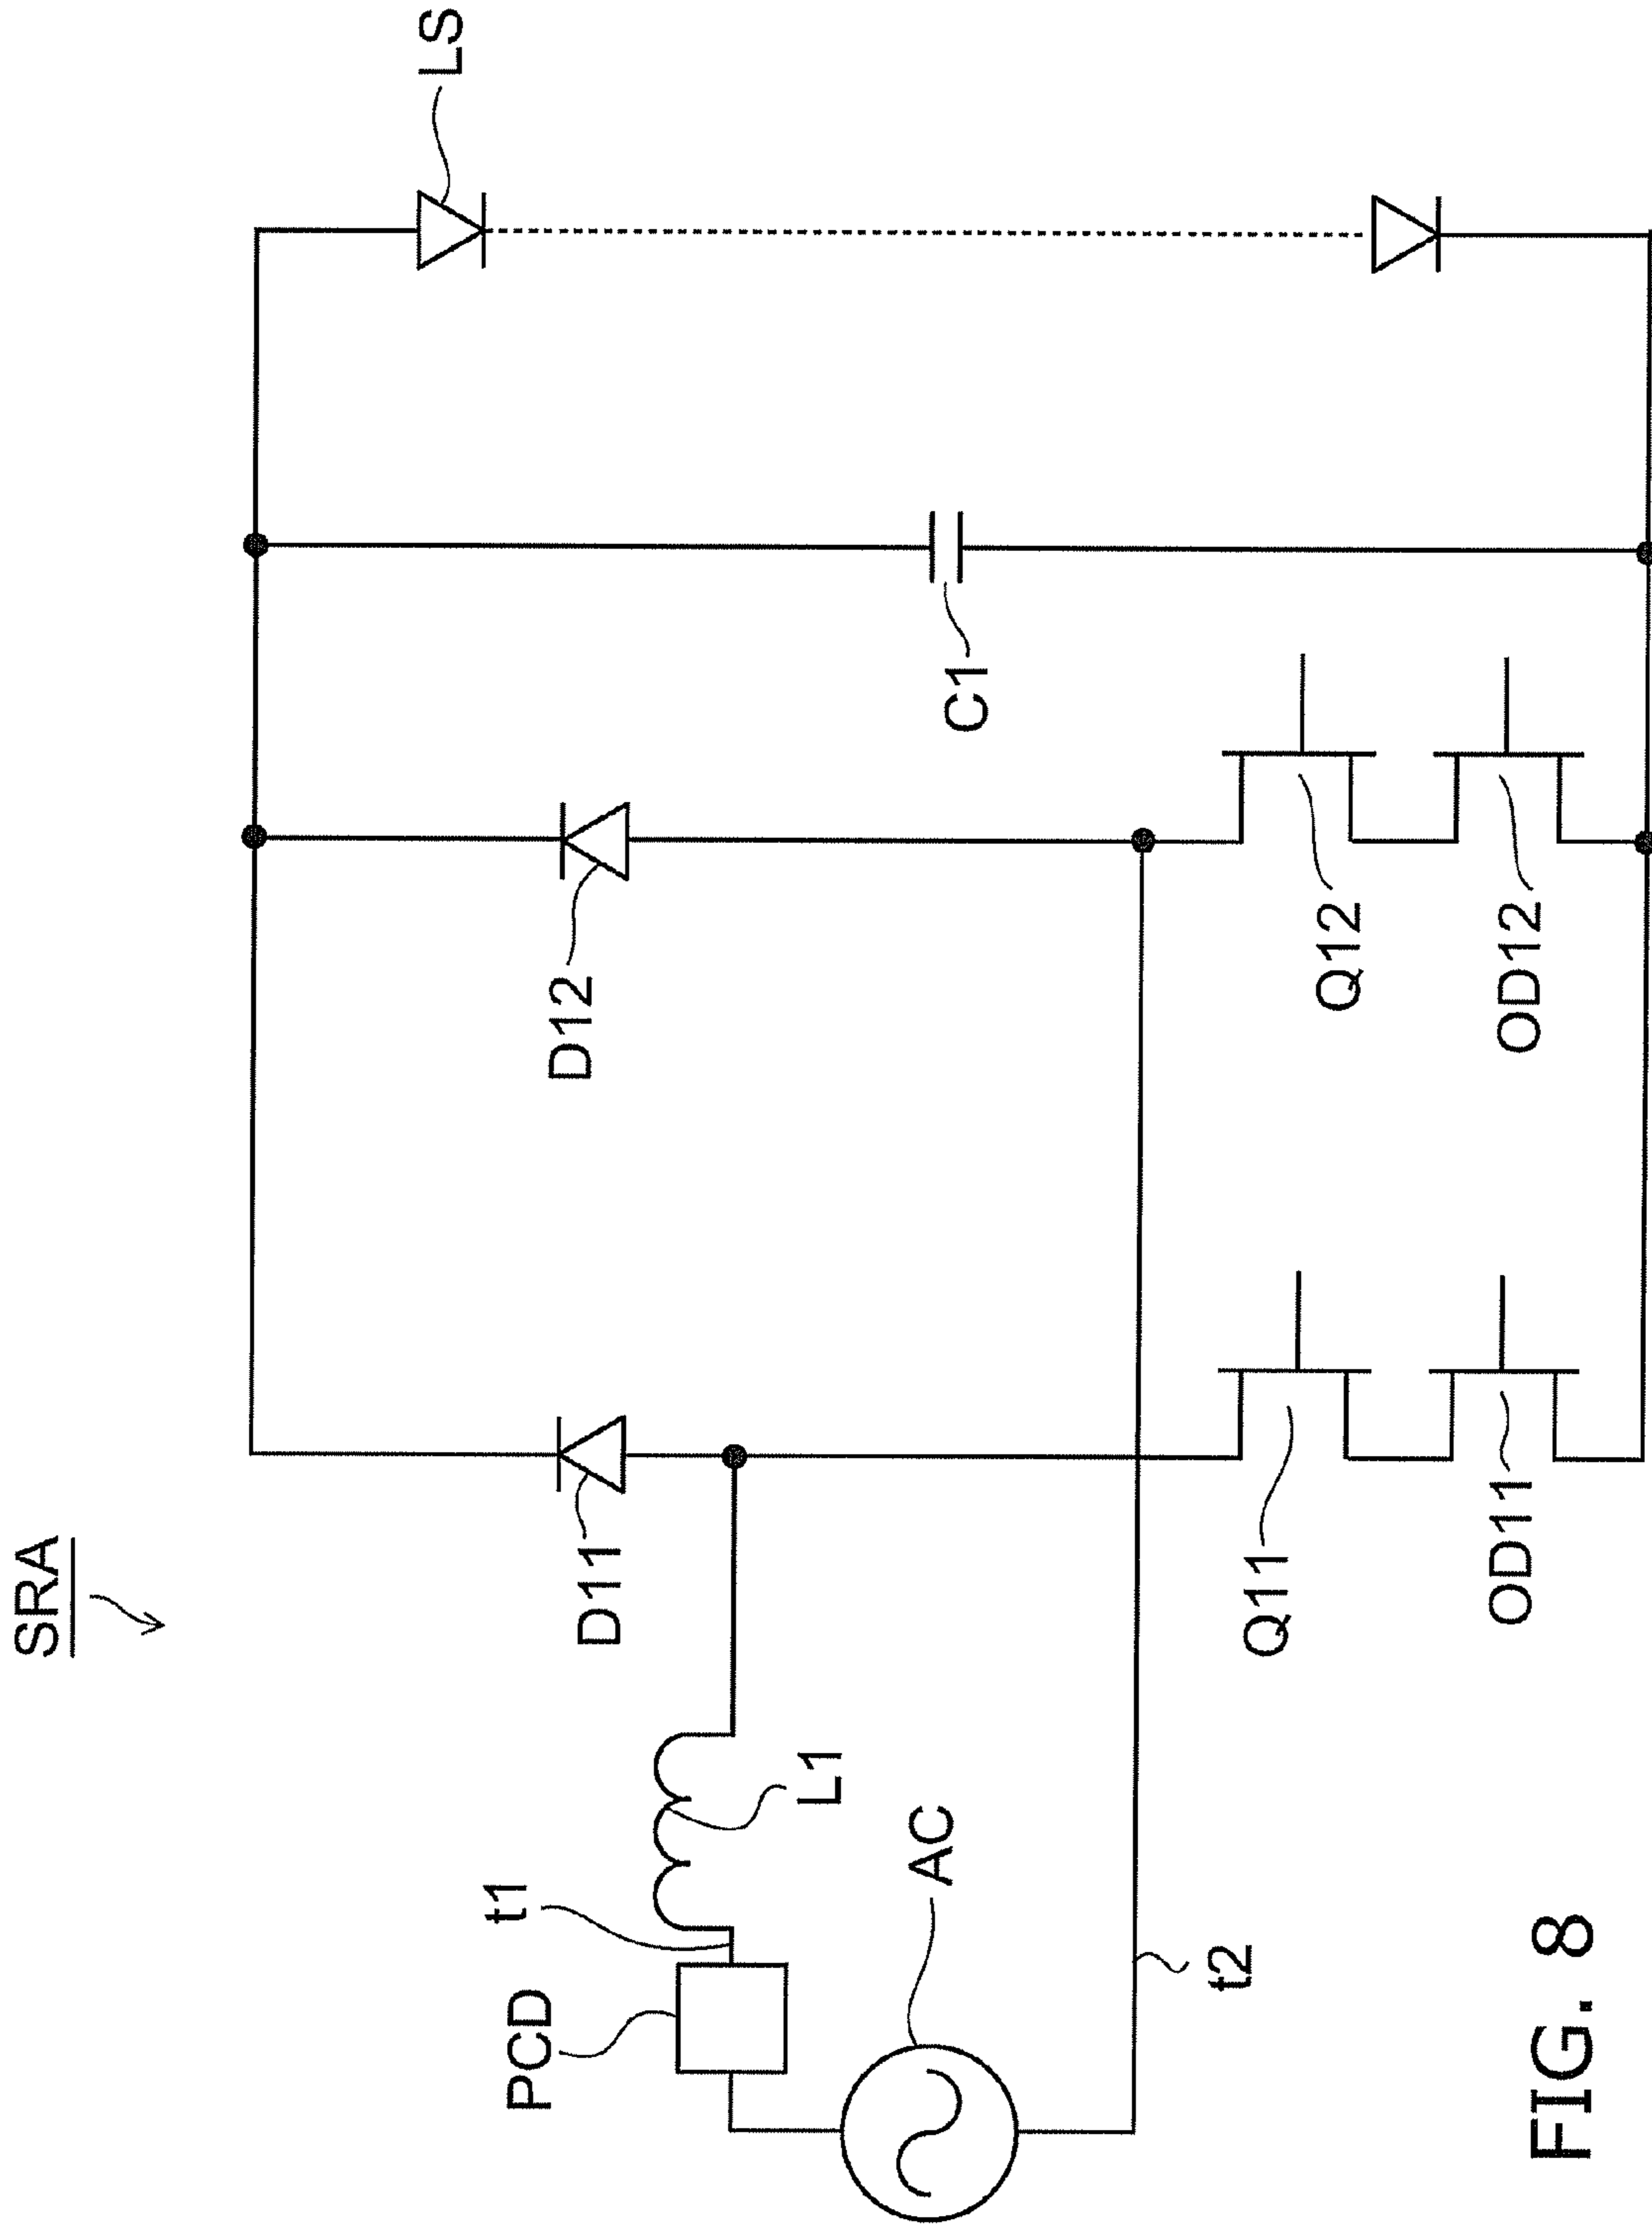 SRA
LS
D11
D12
C1
PCD
t1
L1
AC
t2
Q11
Q12
OD11
OD12
FIG. 8